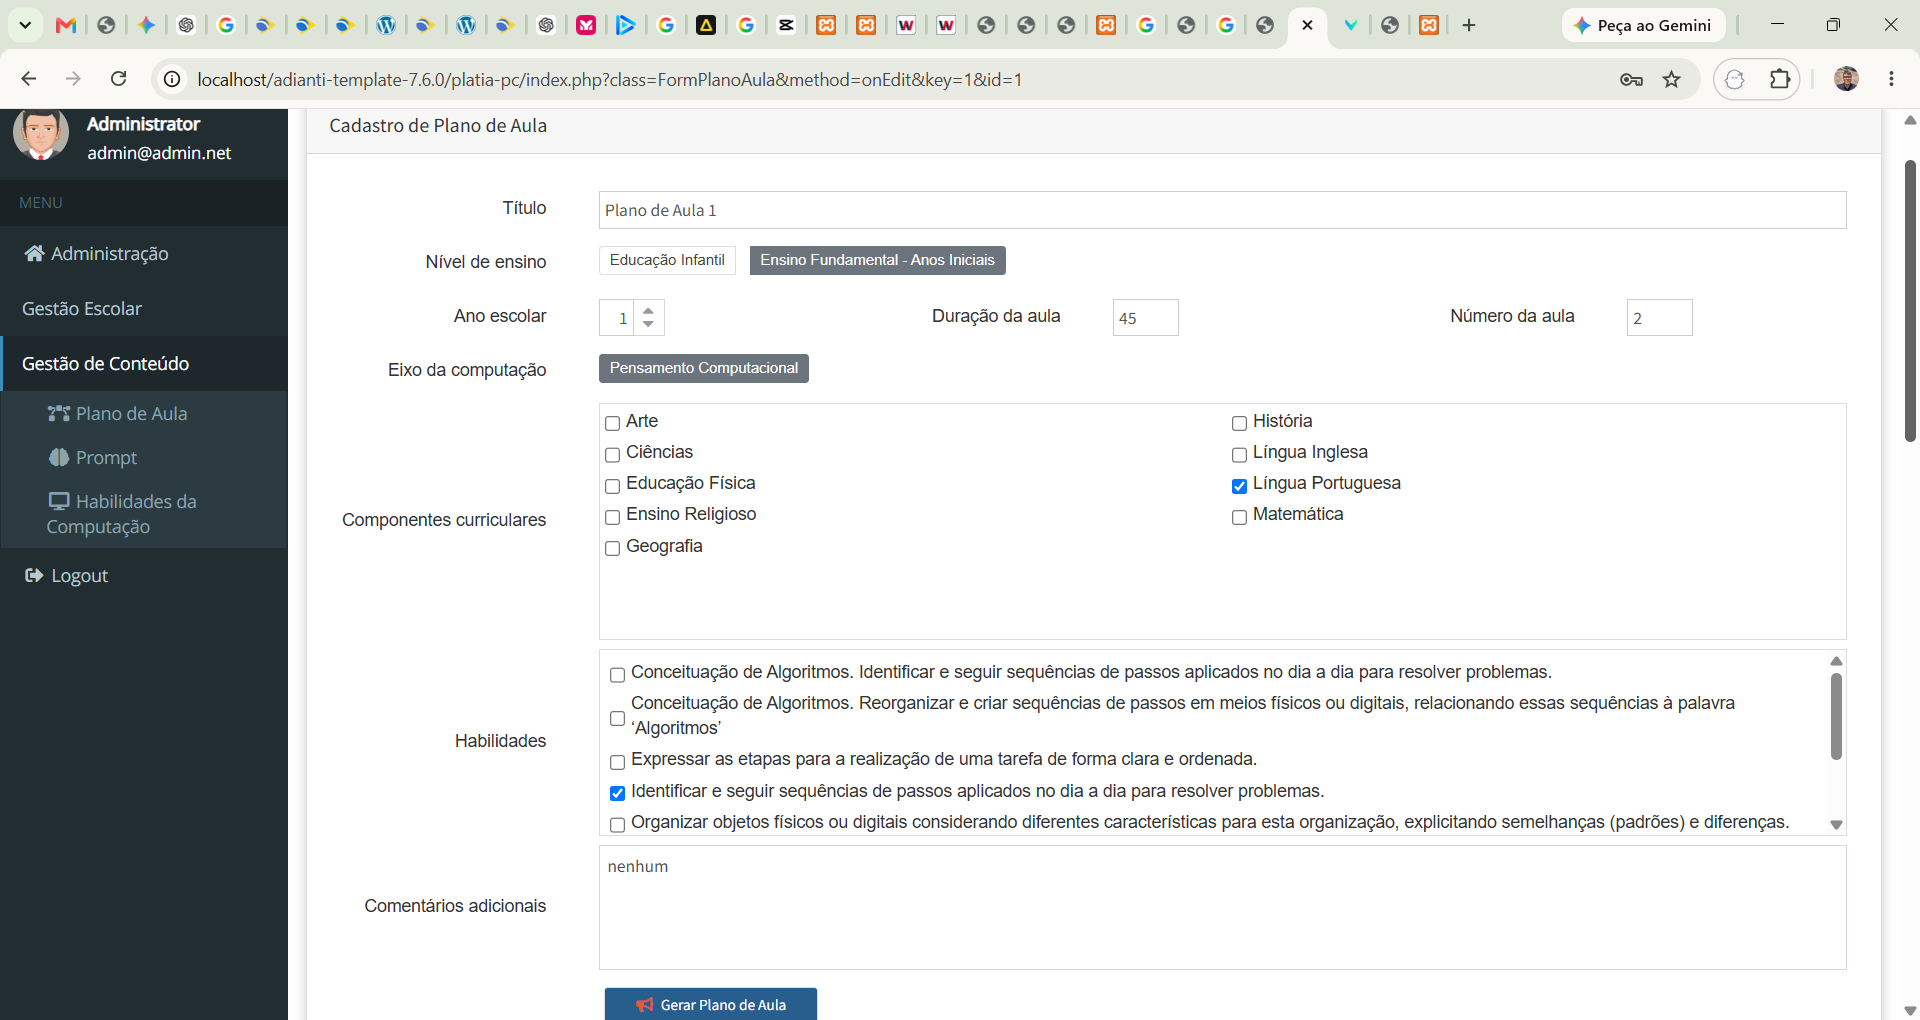 Peça ao Gemini
localhost/adianti-template-7.6.0/platia-pc/index.php?class=FormPlanoAula&method=onEdit&key=1&id=1
Administrator
admin@admin.net
MENU
Administração
Gestão Escolar
Gestão de Conteúdo
Plano de Aula
Prompt
Habilidades da
Computação
Logout
Cadastro de Plano de Aula
Título
Plano de Aula 1
Nível de ensino
Educação Infantil
Ensino Fundamental - Anos Iniciais
Ano escolar
1
Duração da aula
45
Número da aula
2
Eixo da computação
Pensamento Computacional
Componentes curriculares
Arte
Ciências
Educação Física
Ensino Religioso
Geografia
História
Língua Inglesa
Língua Portuguesa
Matemática
Habilidades
Conceituação de Algoritmos. Identificar e seguir sequências de passos aplicados no dia a dia para resolver problemas.
Conceituação de Algoritmos. Reorganizar e criar sequências de passos em meios físicos ou digitais, relacionando essas sequências à palavra
‘Algoritmos’
Expressar as etapas para a realização de uma tarefa de forma clara e ordenada.
Identificar e seguir sequências de passos aplicados no dia a dia para resolver problemas.
Organizar objetos físicos ou digitais considerando diferentes características para esta organização, explicitando semelhanças (padrões) e diferenças.
Comentários adicionais
nenhum
Gerar Plano de Aula